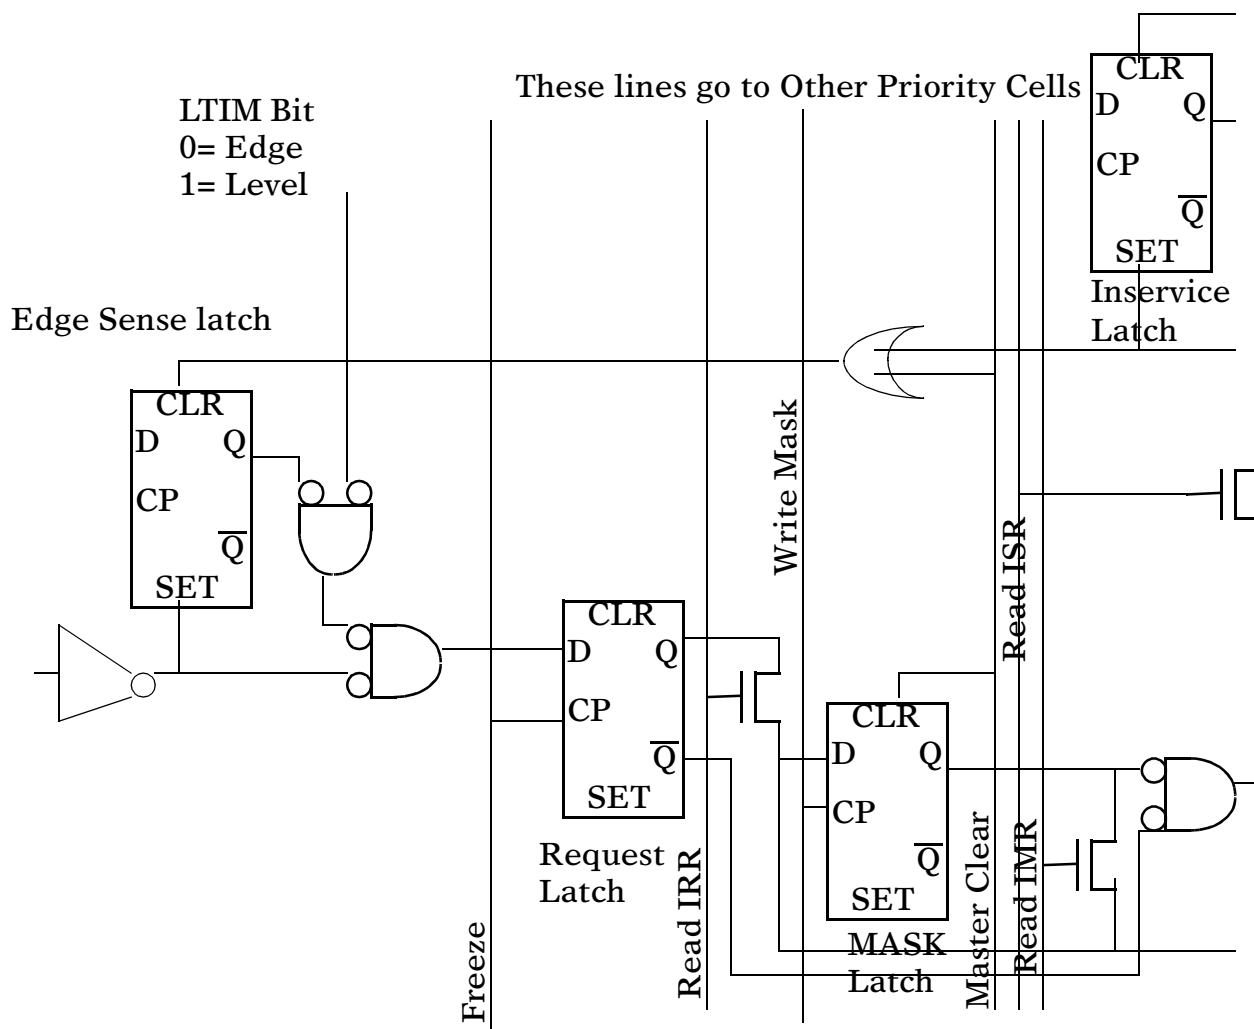 These lines go to Other Priority Cells
LTIM Bit
0= Edge
1= Level
CLR
D Q
CP
Q
SET
Inservice
Latch
Edge Sense latch
CLR
D Q
CP
Q
SET
Write Mask
Read ISR
CLR
D Q
CP
Q
SET
Request
Latch
CLR
D Q
CP
Q
SET
MASK
Latch
Freeze
Read IRR
Master Clear
Read IMR